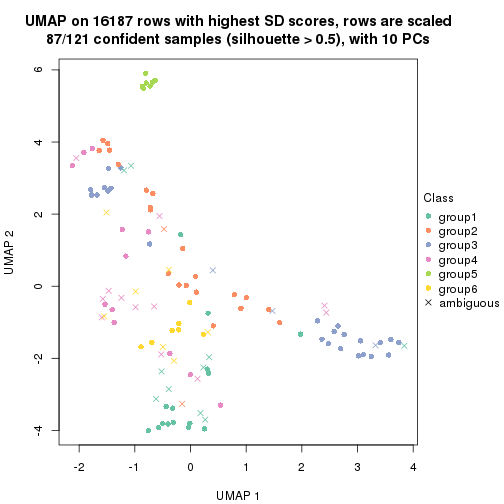 UMAP on 16187 rows with highest SD scores, rows are scaled
87/121 confident samples (silhouette > 0.5), with 10 PCs
6
4
2
0
-2
-4
UMAP 2
-2
-1
0
1
2
3
4
UMAP 1
Class
group1
group2
group3
group4
group5
group6
ambiguous